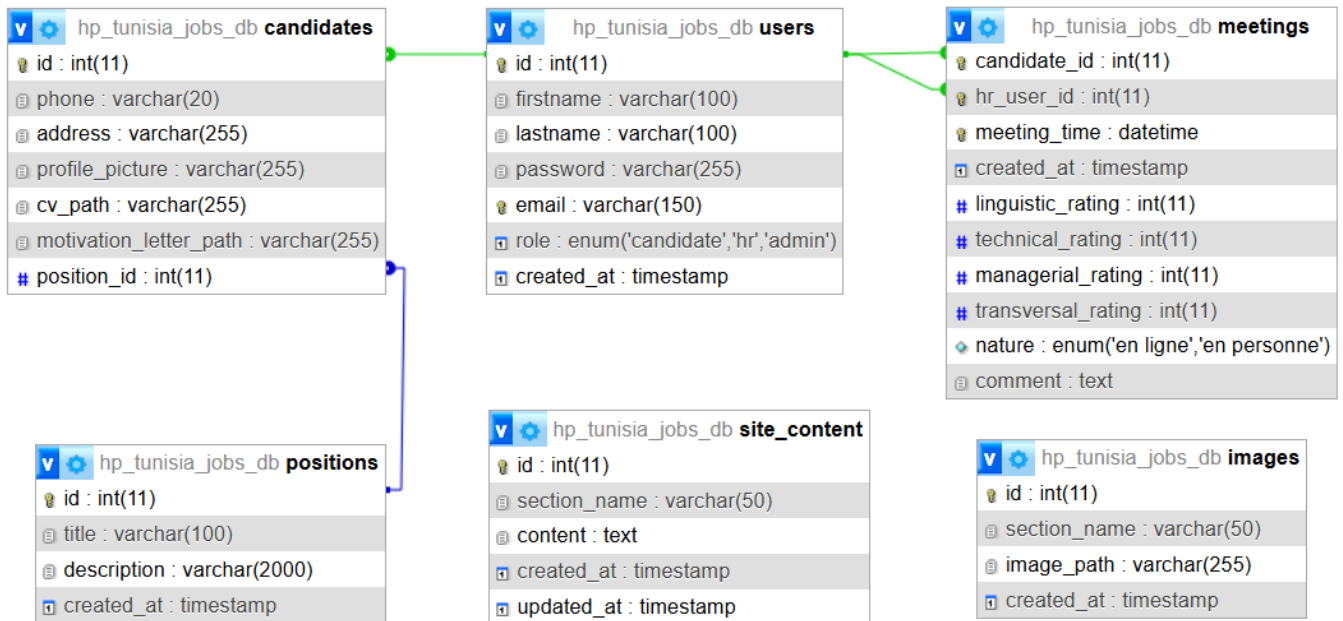 hp_tunisia_jobs_db candidates
id : int(11)
phone : varchar(20)
address : varchar(255)
profile_picture : varchar(255)
cv_path : varchar(255)
motivation_letter_path : varchar(255)
position_id : int(11)
hp_tunisia_jobs_db users
id : int(11)
firstname : varchar(100)
lastname : varchar(100)
password : varchar(255)
email : varchar(150)
role : enum('candidate','hr','admin')
created_at : timestamp
hp_tunisia_jobs_db meetings
candidate_id : int(11)
hr_user_id : int(11)
meeting_time : datetime
created_at : timestamp
linguistic_rating : int(11)
technical_rating : int(11)
managerial_rating : int(11)
transversal_rating : int(11)
nature : enum('en ligne','en personne')
comment : text
hp_tunisia_jobs_db positions
id : int(11)
title : varchar(100)
description : varchar(2000)
created_at : timestamp
hp_tunisia_jobs_db site_content
id : int(11)
section_name : varchar(50)
content : text
created_at : timestamp
updated_at : timestamp
hp_tunisia_jobs_db images
id : int(11)
section_name : varchar(50)
image_path : varchar(255)
created_at : timestamp